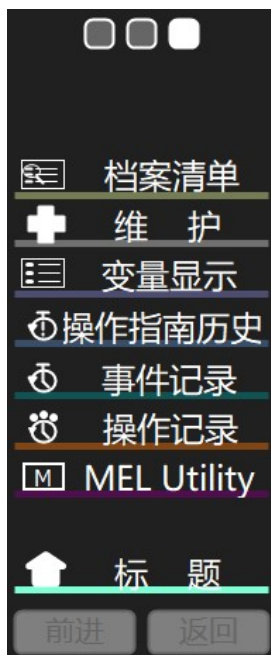 档案清单
维 护
变量显示
操作指南历史
事件记录
操作记录
M MEL Utility
标 题
前进 返回